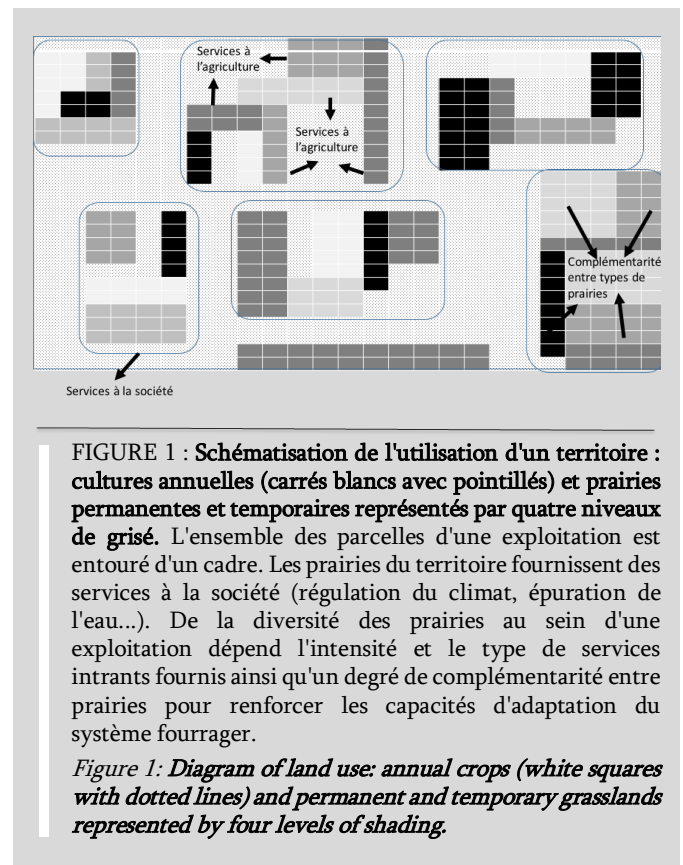 Services à
l'agriculture
Services à
l'agriculture
Complémentarité
entre types de
prairies
Services à la société
FIGURE 1 : Schématisation de l'utilisation d'un territoire :
cultures annuelles (carrés blancs avec pointillés) et prairies
permanentes et temporaires représentés par quatre niveaux
de grisé. L'ensemble des parcelles d'une exploitation est
entouré d'un cadre. Les prairies du territoire fournissent des
services à la société (régulation du climat, épuration de
l'eau...). De la diversité des prairies au sein d'une
exploitation dépend l'intensité et le type de services
intrants fournis ainsi qu'un degré de complémentarité entre
prairies pour renforcer les capacités d'adaptation du
système fourrager.
Figure 1: Diagram of land use: annual crops (white squares
with dotted lines) and permanent and temporary grasslands
represented by four levels of shading.